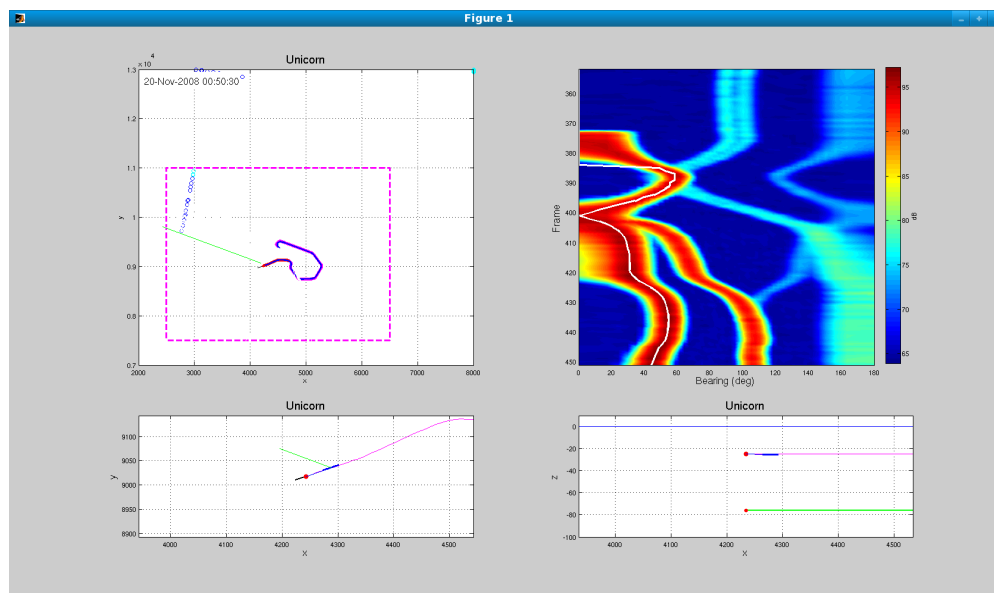 Figure 1
Unicorn
x 10 4
20-Nov-2008 00:50:30
1.3
1.2
1.1
1
0.9
0.8
0.7
y
2000 3000 4000 5000 6000 7000 8000
x
Frame
350
360
370
380
390
400
410
420
430
440
450
0 20 40 60 80 100 120 140 160 180
Bearing (deg)
95
90
85
80
75
70
65
dB
Unicorn
y
9100
9050
9000
8950
8900
4000 4100 4200 4300 4400 4500
X
Unicorn
z
0
-20
-40
-60
-80
-100
4000 4100 4200 4300 4400 4500
X